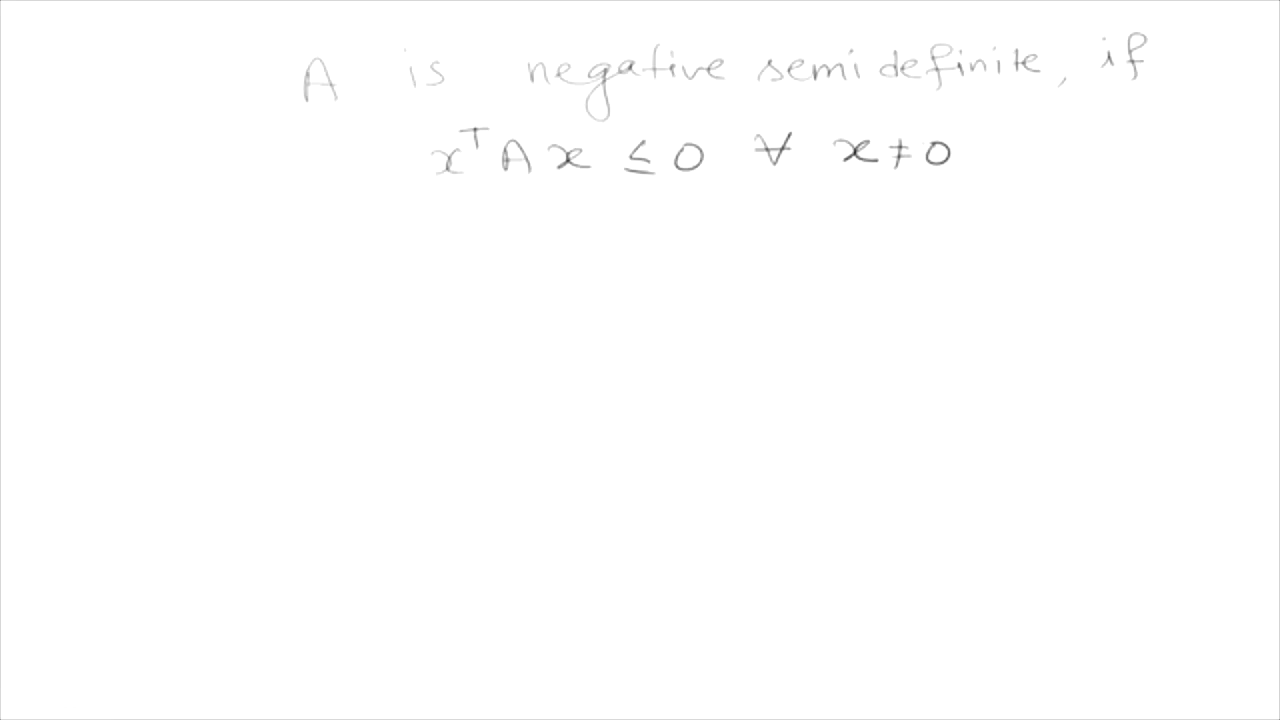 A is negative semidefinite, if
xᵀAx ≤ 0 ∀ x ≠ 0